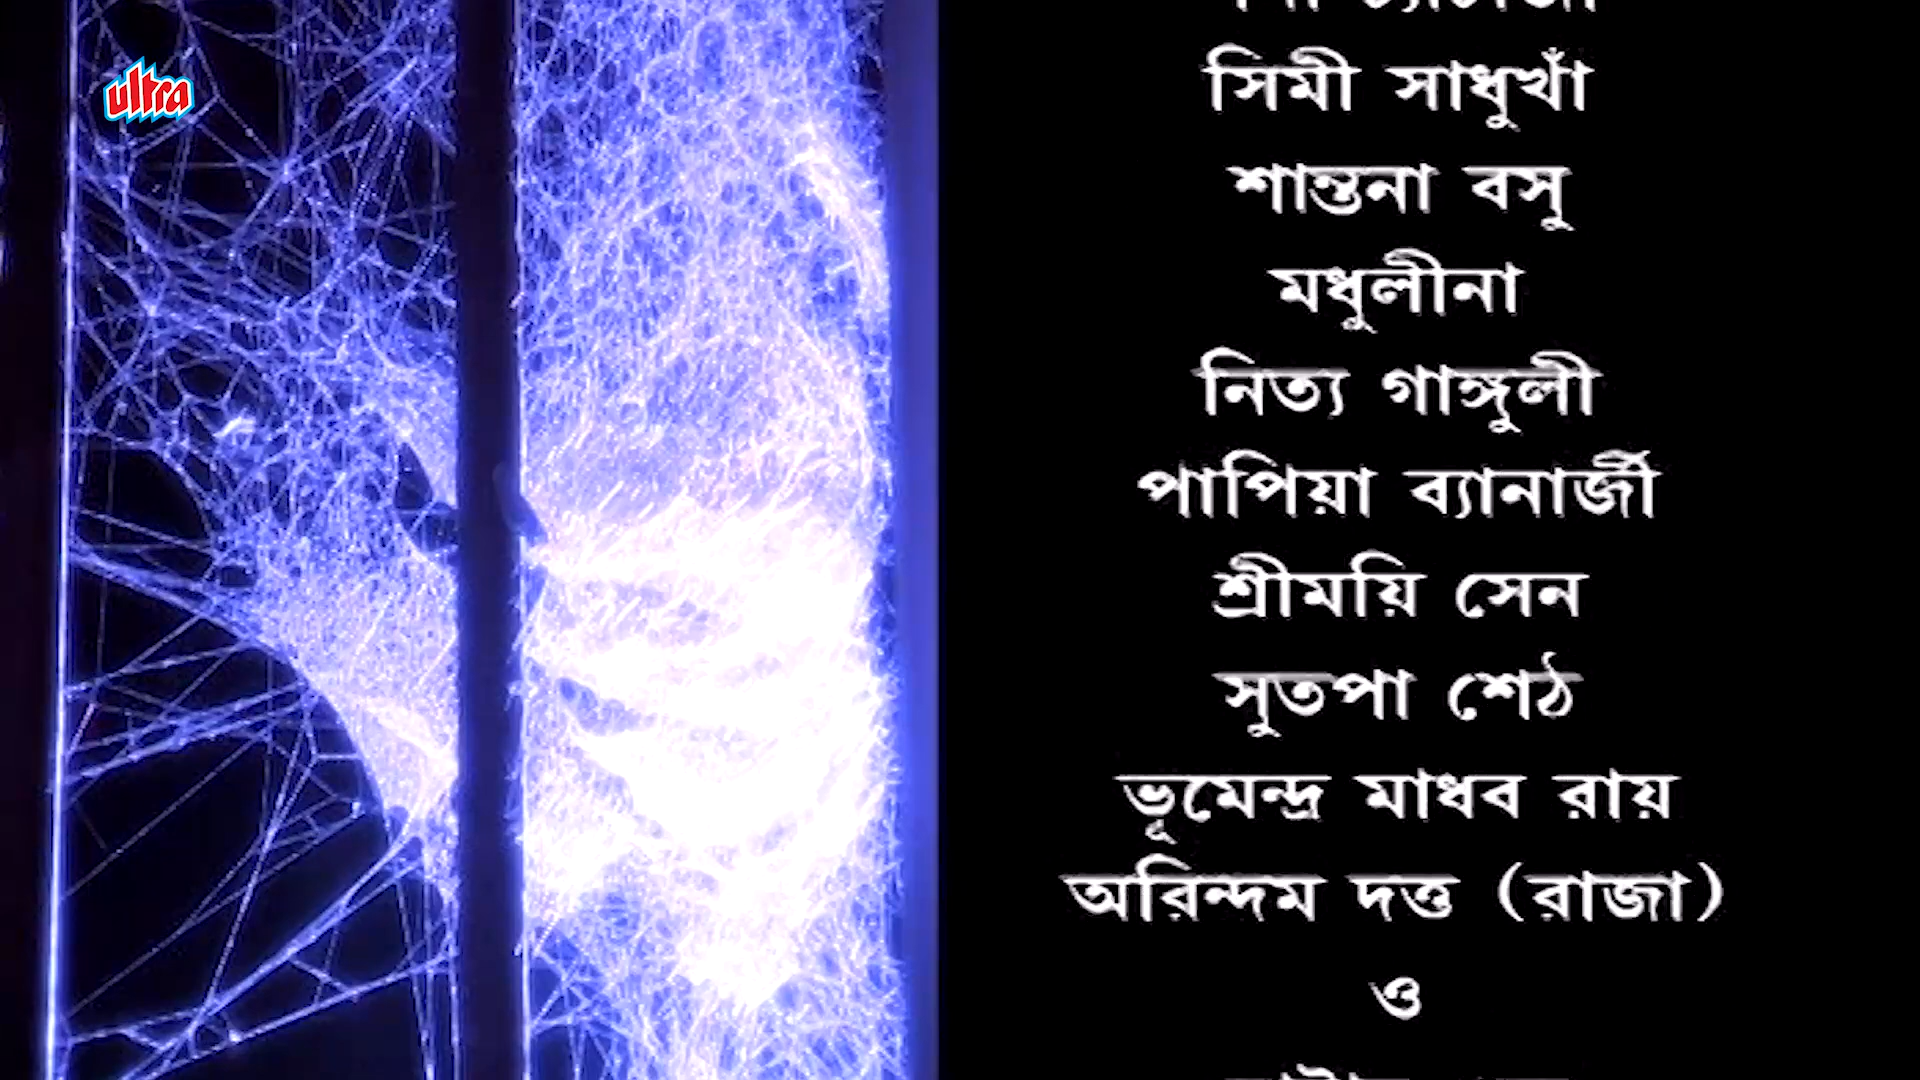 ultra
সিমী সাধুখাঁ
শান্তনা বসু
মধুলীনা
নিত্য গাঙ্গুলী
পাপিয়া ব্যানার্জী
শ্রীময়ি সেন
সুতপা শেঠ
ভূমেন্দ্র মাধব রায়
অরিন্দম দত্ত (রাজা)
ও